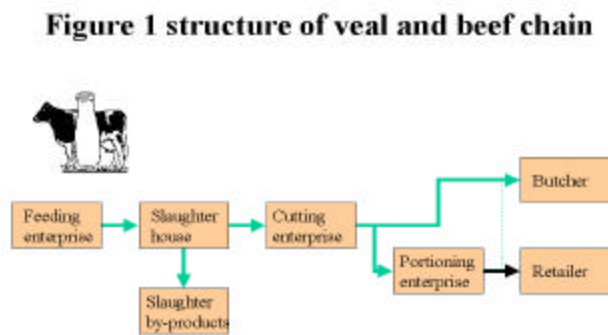 Figure 1 structure of veal and beef chain
Butcher
Feeding
enterprise
Slaughter
house
Cutting
enterprise
Portioning
enterprise
Retailer
Slaughter
by-products